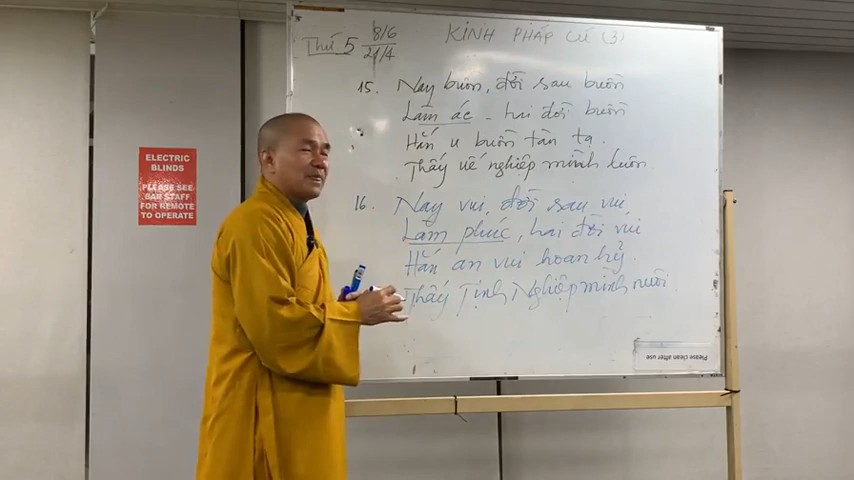 Thứ 5 8/6
21/4
KINH PHÁP CÚ (3)
15. Nay buồn, đời sau buồn
Làm ác - hai đời buồn
Hắn u buồn tàn tạ.
Thấy uế nghiệp mình luôn
16. Nay vui, đời sau vui
Làm phúc, hai đời vui
Hắn an vui hoan hỷ.
Thấy Tịnh Nghiệp mình nuôi
ELECTRIC
BLINDS
PLEASE SEE
BAR STAFF
FOR REMOTE
TO OPERATE
Please clean after use